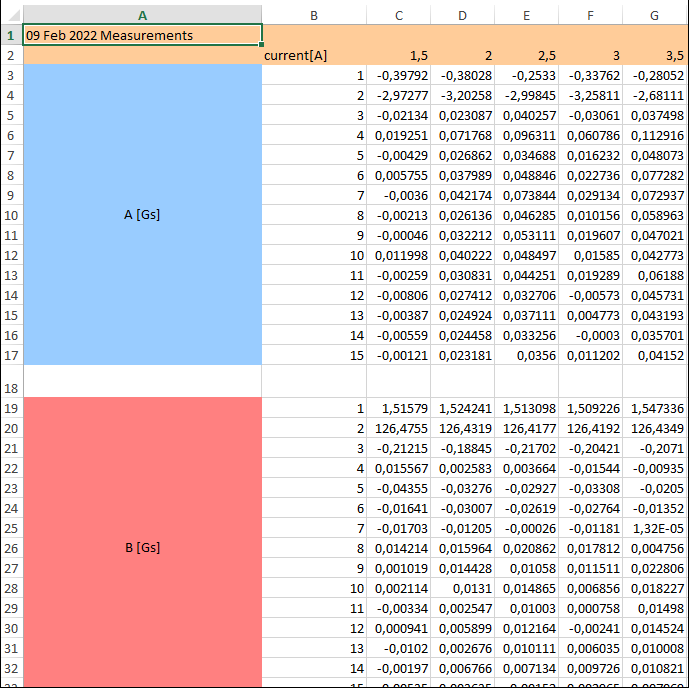 A B C D E F G
1 09 Feb 2022 Measurements
2 current[A] 1,5 2 2,5 3 3,5
3 1 -0,39792 -0,38028 -0,2533 -0,33762 -0,28052
4 2 -2,97277 -3,20258 -2,99845 -3,25811 -2,68111
5 3 -0,02134 0,023087 0,040257 -0,03061 0,037498
6 4 0,019251 0,071768 0,096311 0,060786 0,112916
7 5 -0,00429 0,026862 0,034688 0,016232 0,048073
8 6 0,005755 0,037989 0,048846 0,022736 0,077282
9 7 -0,0036 0,042174 0,073844 0,029134 0,072937
10 A [Gs] 8 -0,00213 0,026136 0,046285 0,010156 0,058963
11 9 -0,00046 0,032212 0,053111 0,019607 0,047021
12 10 0,011998 0,040222 0,048497 0,01585 0,042773
13 11 -0,00259 0,030831 0,044251 0,019289 0,06188
14 12 -0,00806 0,027412 0,032706 -0,00573 0,045731
15 13 -0,00387 0,024924 0,037111 0,004773 0,043193
16 14 -0,00559 0,024458 0,033256 -0,0003 0,035701
17 15 -0,00121 0,023181 0,0356 0,011202 0,04152
18
19 1 1,51579 1,524241 1,513098 1,509226 1,547336
20 2 126,4755 126,4319 126,4177 126,4192 126,4349
21 3 -0,21215 -0,18845 -0,21702 -0,20421 -0,2071
22 4 0,015567 0,002583 0,003664 -0,01544 -0,00935
23 5 -0,04355 -0,03276 -0,02927 -0,03308 -0,0205
24 6 -0,01641 -0,03007 -0,02619 -0,02764 -0,01352
25 7 -0,01703 -0,01205 -0,00026 -0,01181 1,32E-05
26 B [Gs] 8 0,014214 0,015964 0,020862 0,017812 0,004756
27 9 0,001019 0,014428 0,01058 0,011511 0,022806
28 10 0,002114 0,0131 0,014865 0,006856 0,018227
29 11 -0,00334 0,002547 0,01003 0,000758 0,01498
30 12 0,000941 0,005899 0,012164 -0,00241 0,014524
31 13 -0,0102 0,002676 0,010111 0,006035 0,010008
32 14 -0,00197 0,006766 0,007134 0,009726 0,010821